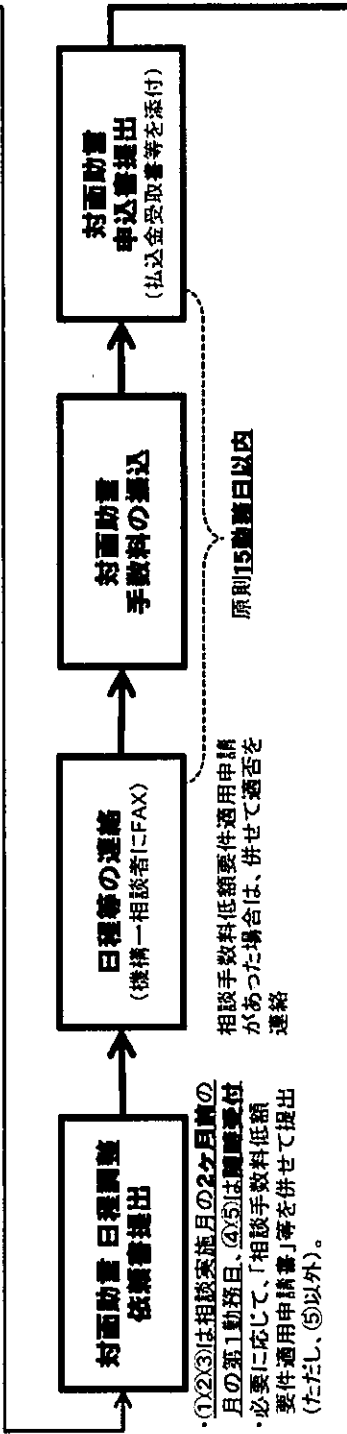 対面助言 日程調整
依頼書提出
・①②③は相談実施月の2ケ月前の
月の第1勤務日、④⑤は随時受付
・必要に応じて、「相談手数料低額
要件適用申請書」等を併せて提出
(ただし、⑤以外)。
日程等の連絡
(機構ー相談者にFAX)
相談手数料低額要件適用申請
があった場合は、併せて適否を
連絡
対面助言
手数料の振込
原則15勤務日以内
対面助言
申込書提出
(払込金受取書等を添付)